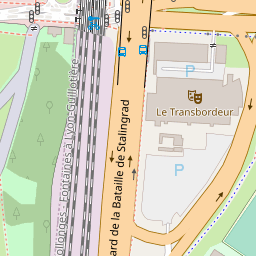 P
Le Transbordeur
P
ard de la Bataille de Stalingrad
ollonges - Fontaines à Lyon-Guillotière